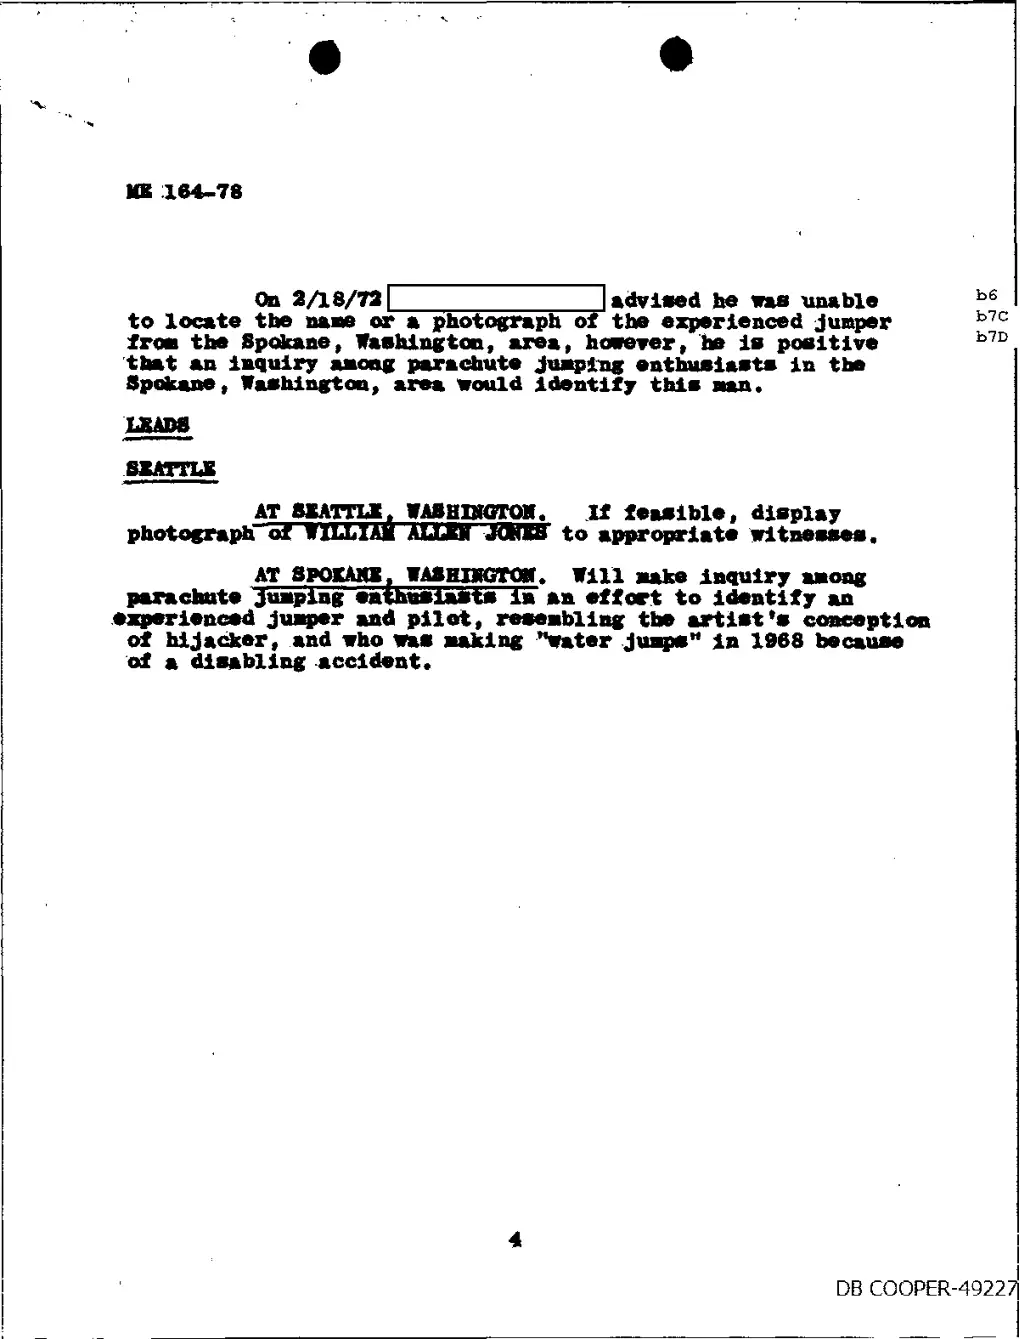 ME 164-78
On 2/18/72 advised he was unable
b6
to locate the name or a photograph of the experienced jumper
b7C
from the Spokane, Washington, area, however, he is positive
b7D
that an inquiry among parachute jumping enthusiasts in the
Spokane, Washington, area would identify this man.
LEADS
SEATTLE
AT SEATTLE, WASHINGTON. If feasible, display
photograph of WILLIAM ALLEN JONES to appropriate witnesses.
AT SPOKANE, WASHINGTON. Will make inquiry among
parachute jumping enthusiasts in an effort to identify an
experienced jumper and pilot, resembling the artist's conception
of hijacker, and who was making "water jumps" in 1968 because
of a disabling accident.
4
DB COOPER-49227